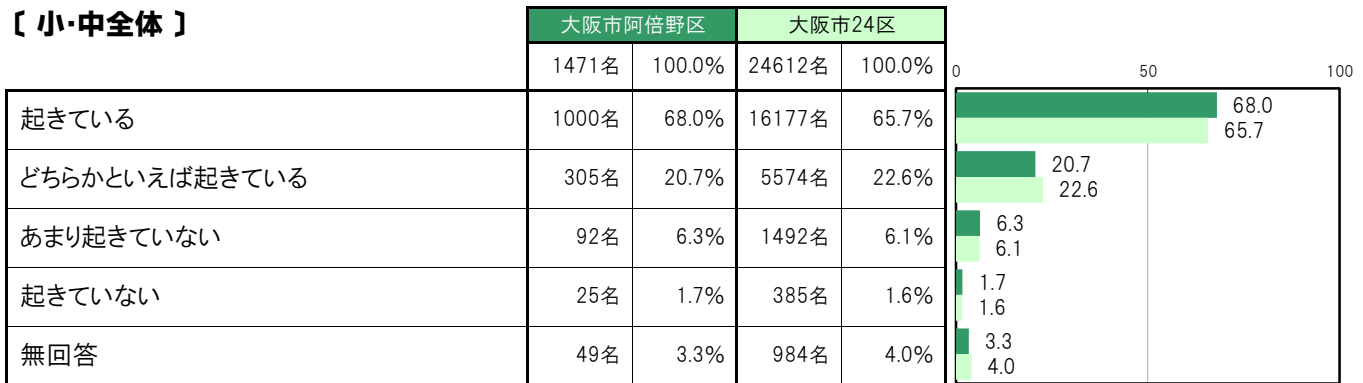 〔 小・中全体 〕
大阪市阿倍野区 大阪市24区
1471名 100.0% 24612名 100.0%
0 50 100
起きている 1000名 68.0% 16177名 65.7%
68.0
65.7
どちらかといえば起きている 305名 20.7% 5574名 22.6%
20.7
22.6
あまり起きていない 92名 6.3% 1492名 6.1%
6.3
6.1
起きていない 25名 1.7% 385名 1.6%
1.7
1.6
無回答 49名 3.3% 984名 4.0%
3.3
4.0